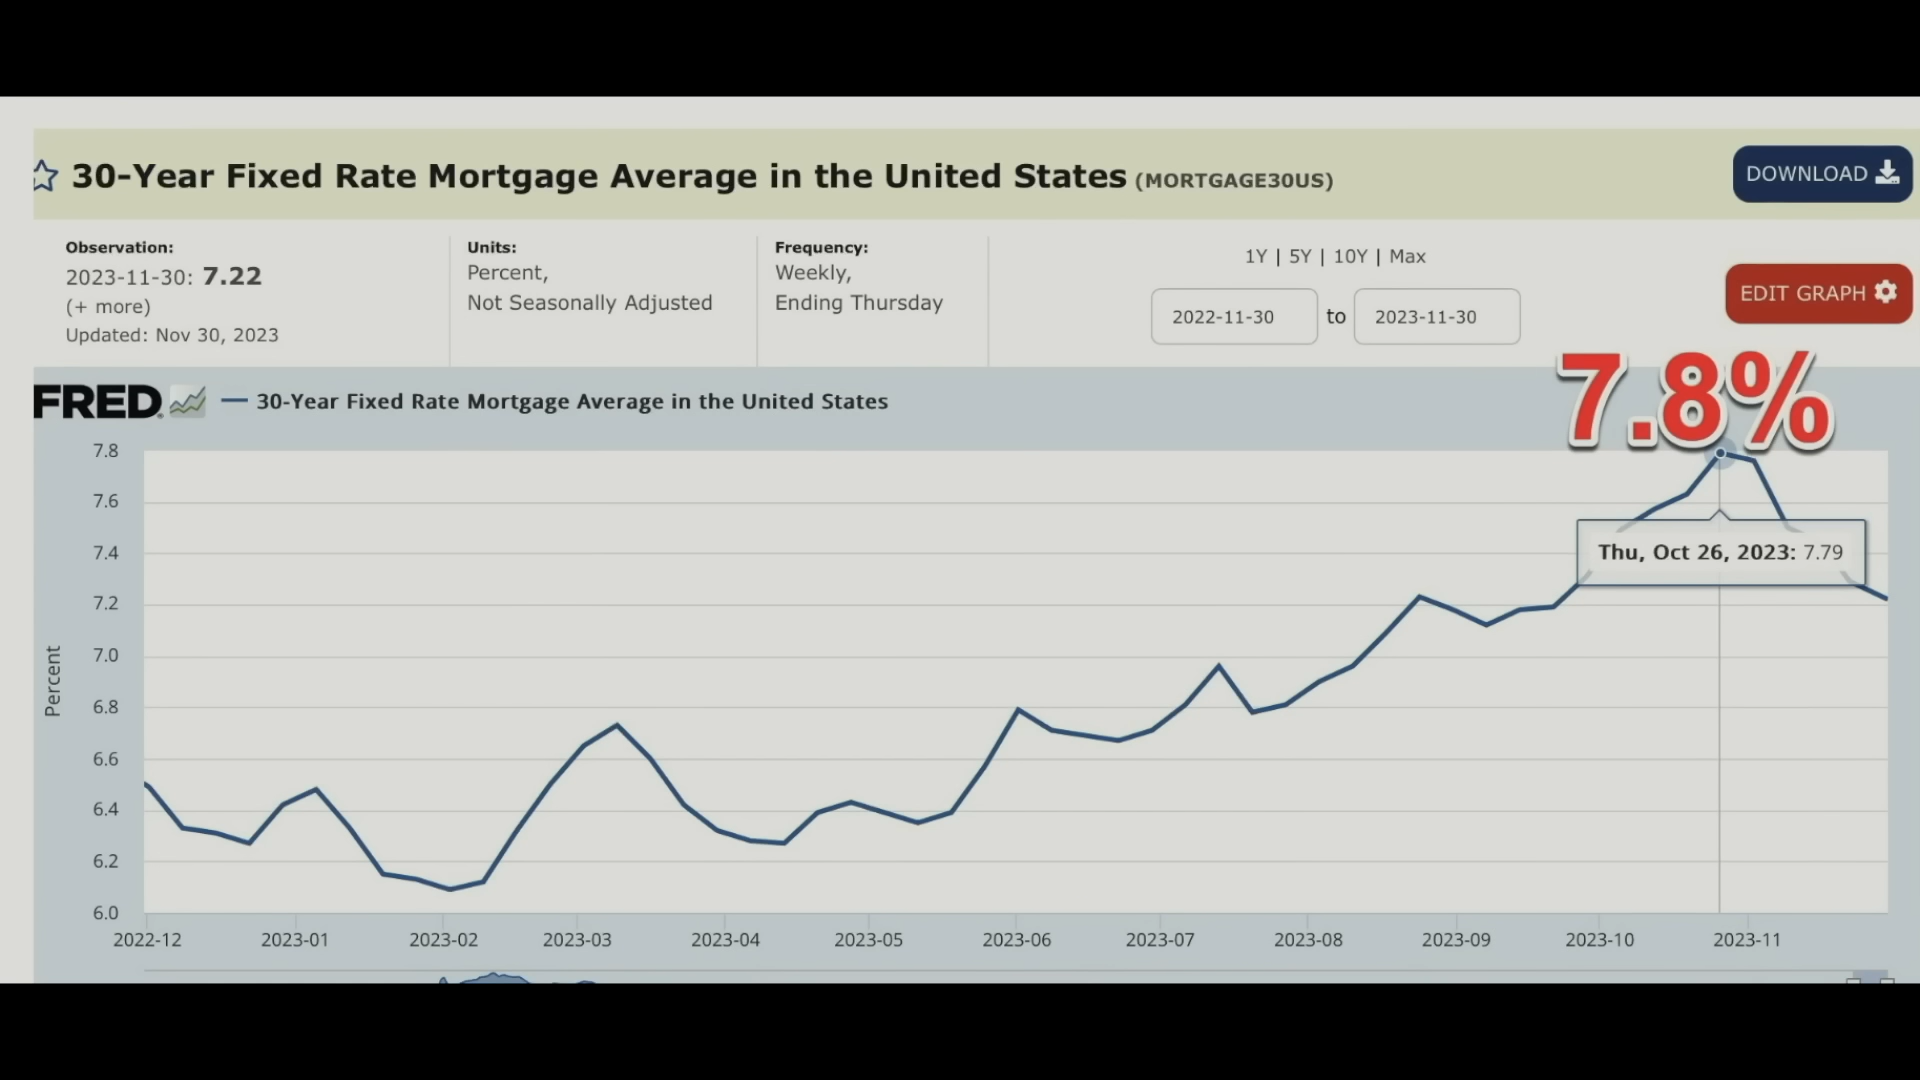 30-Year Fixed Rate Mortgage Average in the United States (MORTGAGE30US)
DOWNLOAD
Observation:
2023-11-30: 7.22
(+ more)
Updated: Nov 30, 2023
Units:
Percent,
Not Seasonally Adjusted
Frequency:
Weekly,
Ending Thursday
1Y | 5Y | 10Y | Max
2022-11-30 to 2023-11-30
EDIT GRAPH
7.8%
FRED
30-Year Fixed Rate Mortgage Average in the United States
7.8
7.6
7.4
7.2
7.0
6.8
6.6
6.4
6.2
6.0
Percent
Thu, Oct 26, 2023: 7.79
2022-12 2023-01 2023-02 2023-03 2023-04 2023-05 2023-06 2023-07 2023-08 2023-09 2023-10 2023-11